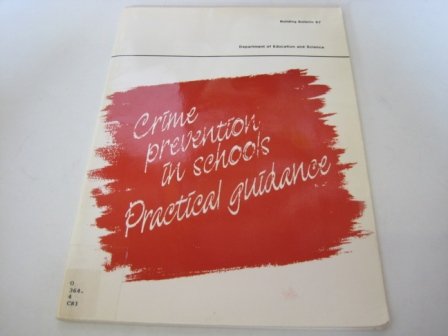 Building Bulletin 67
Department of Education and Science
Crime
prevention
in schools
Practical guidance
O
364.
4
CRI